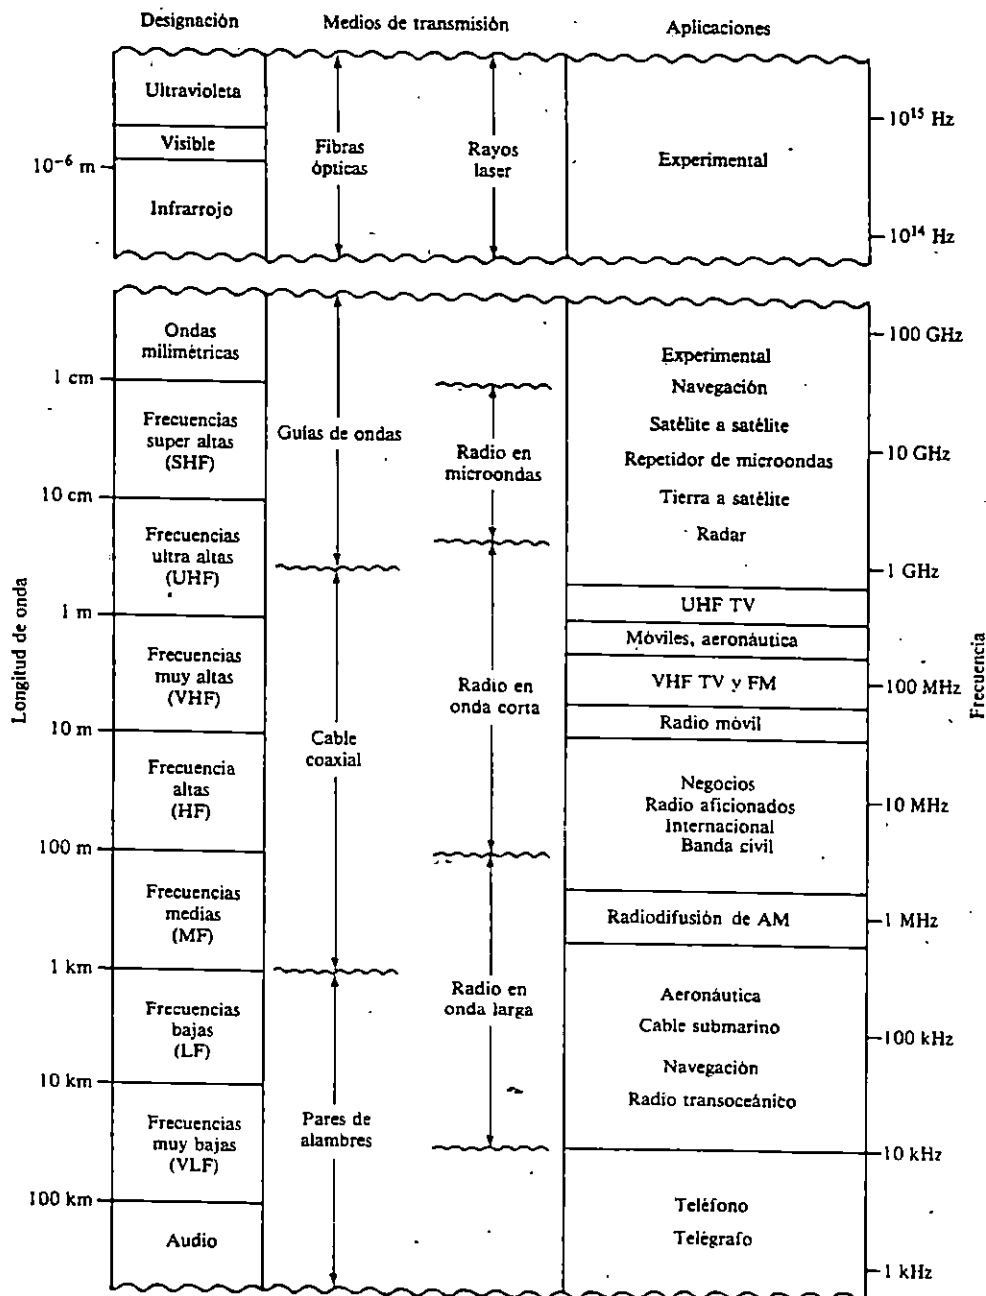 Designación
Medios de transmisión
Aplicaciones
Ultravioleta
Visible
10⁻⁶ m
Infrarrojo
Fibras
ópticas
Rayos
laser
Experimental
10¹⁵ Hz
10¹⁴ Hz
Longitud de onda
Ondas
milimétricas
1 cm
Frecuencias
super altas
(SHF)
10 cm
Frecuencias
ultra altas
(UHF)
1 m
Frecuencias
muy altas
(VHF)
10 m
Frecuencia
altas
(HF)
100 m
Frecuencias
medias
(MF)
1 km
Frecuencias
bajas
(LF)
10 km
Frecuencias
muy bajas
(VLF)
100 km
Audio
Guías de ondas
Cable
coaxial
Pares de
alambres
Radio en
microondas
Radio en
onda corta
Radio en
onda larga
Experimental
Navegación
Satélite a satélite
Repetidor de microondas
Tierra a satélite
Radar
UHF TV
Móviles, aeronáutica
VHF TV y FM
Radio móvil
Negocios
Radio aficionados
Internacional
Banda civil
Radiodifusión de AM
Aeronáutica
Cable submarino
Navegación
Radio transoceánico
Teléfono
Telégrafo
100 GHz
10 GHz
1 GHz
100 MHz
10 MHz
1 MHz
100 kHz
10 kHz
1 kHz
Frecuencia